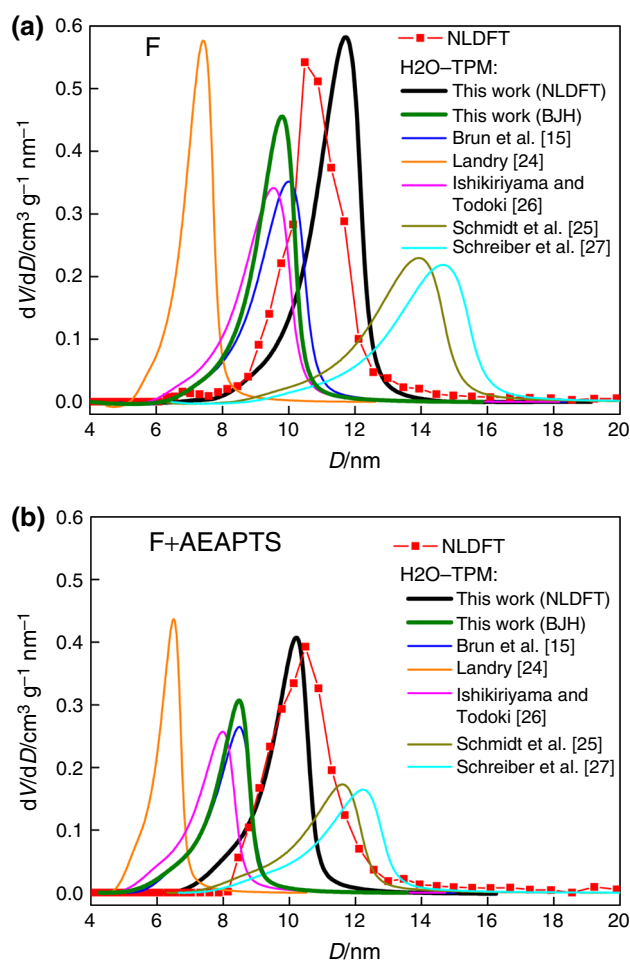 (a)
F
NLDFT
H2O–TPM:
This work (NLDFT)
This work (BJH)
Brun et al. [15]
Landry [24]
Ishikiriyama and
Todoki [26]
Schmidt et al. [25]
Schreiber et al. [27]
dV/dD/cm³ g⁻¹ nm⁻¹
0.6
0.5
0.4
0.3
0.2
0.1
0.0
4 6 8 10 12 14 16 18 20
D/nm
(b)
F+AEAPTS
NLDFT
H2O–TPM:
This work (NLDFT)
This work (BJH)
Brun et al. [15]
Landry [24]
Ishikiriyama and
Todoki [26]
Schmidt et al. [25]
Schreiber et al. [27]
dV/dD/cm³ g⁻¹ nm⁻¹
0.6
0.5
0.4
0.3
0.2
0.1
0.0
4 6 8 10 12 14 16 18 20
D/nm